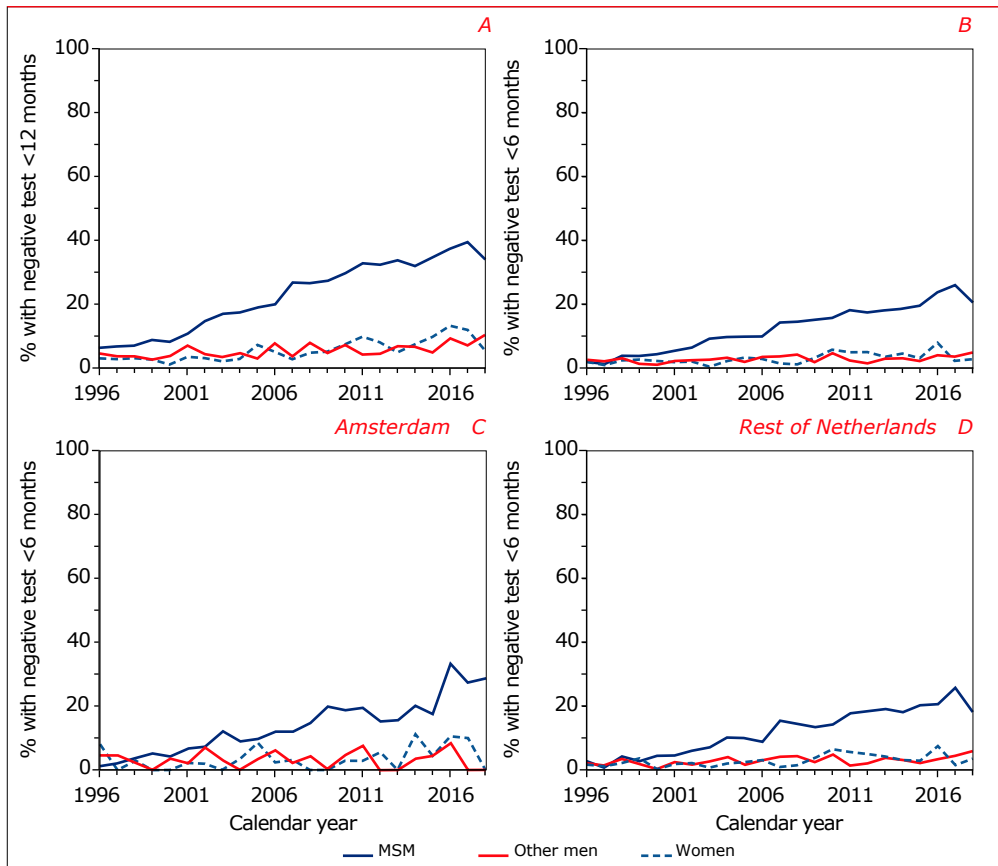 A
B
% with negative test <12 months
100
80
60
40
20
0
1996 2001 2006 2011 2016
% with negative test <6 months
100
80
60
40
20
0
1996 2001 2006 2011 2016
Amsterdam C
Rest of Netherlands D
% with negative test <6 months
100
80
60
40
20
0
1996 2001 2006 2011 2016
Calendar year
% with negative test <6 months
100
80
60
40
20
0
1996 2001 2006 2011 2016
Calendar year
MSM Other men Women